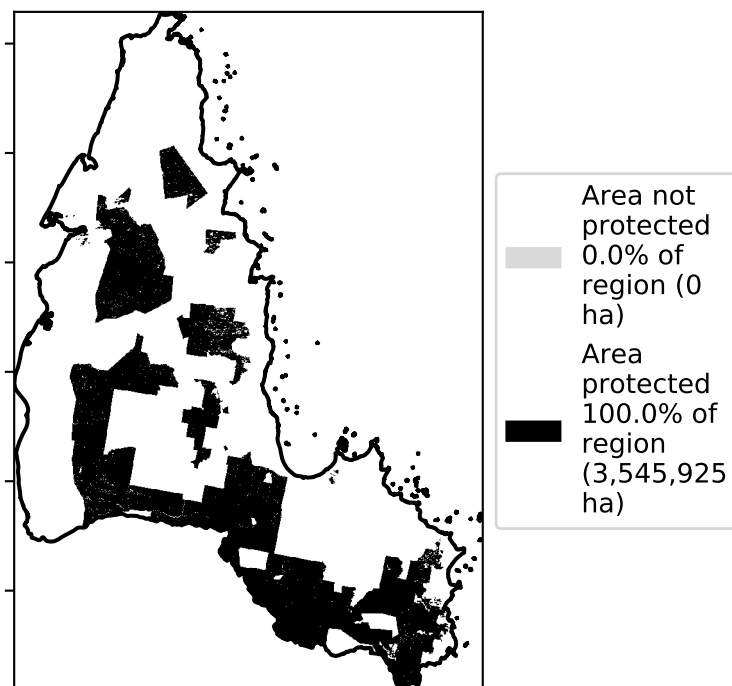 Area not
protected
0.0% of
region (0
ha)
Area
protected
100.0% of
region
(3,545,925
ha)